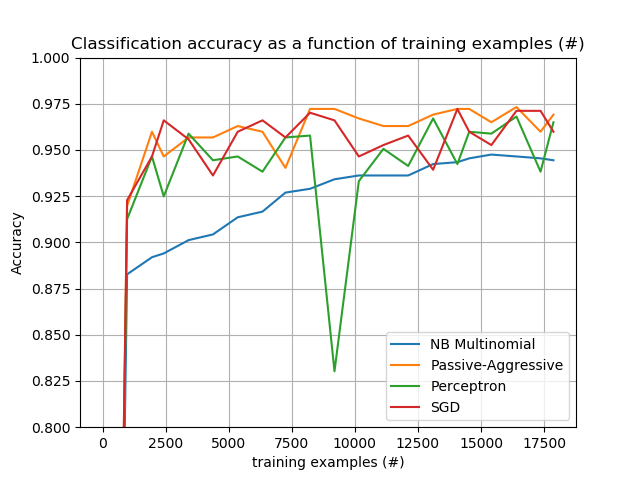 Classification accuracy as a function of training examples (#)
1.000
0.975
0.950
0.925
0.900
0.875
0.850
0.825
0.800
Accuracy
NB Multinomial
Passive-Aggressive
Perceptron
SGD
0 2500 5000 7500 10000 12500 15000 17500
training examples (#)